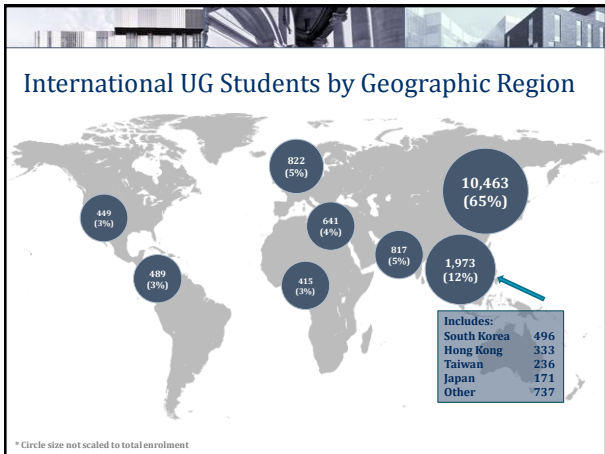 International UG Students by Geographic Region
822
(5%)
10,463
(65%)
449
(3%)
641
(4%)
817
(5%)
1,973
(12%)
489
(3%)
415
(3%)
Includes:
South Korea 496
Hong Kong 333
Taiwan 236
Japan 171
Other 737
* Circle size not scaled to total enrolment